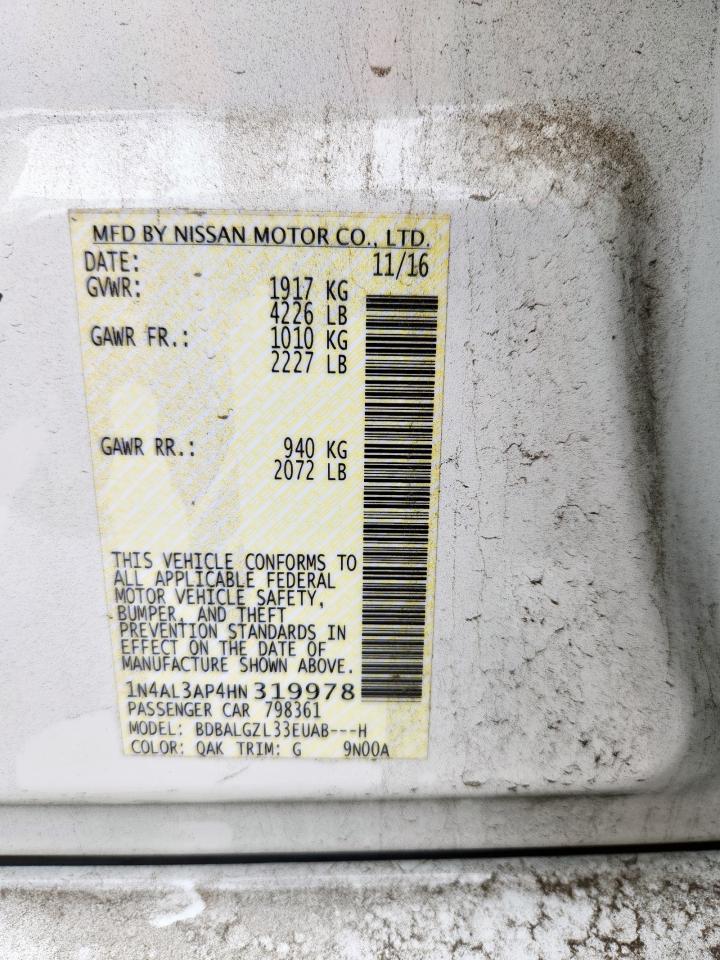 MFD BY NISSAN MOTOR CO., LTD.
DATE: 11/16
GVWR: 1917 KG
4226 LB
GAWR FR.: 1010 KG
2227 LB
GAWR RR.: 940 KG
2072 LB
THIS VEHICLE CONFORMS TO
ALL APPLICABLE FEDERAL
MOTOR VEHICLE SAFETY,
BUMPER, AND THEFT
PREVENTION STANDARDS IN
EFFECT ON THE DATE OF
MANUFACTURE SHOWN ABOVE.
1N4AL3AP4HN 319978
PASSENGER CAR 798361
MODEL: BDBALGZL33EUAB---H
COLOR: QAK TRIM: G 9N00A